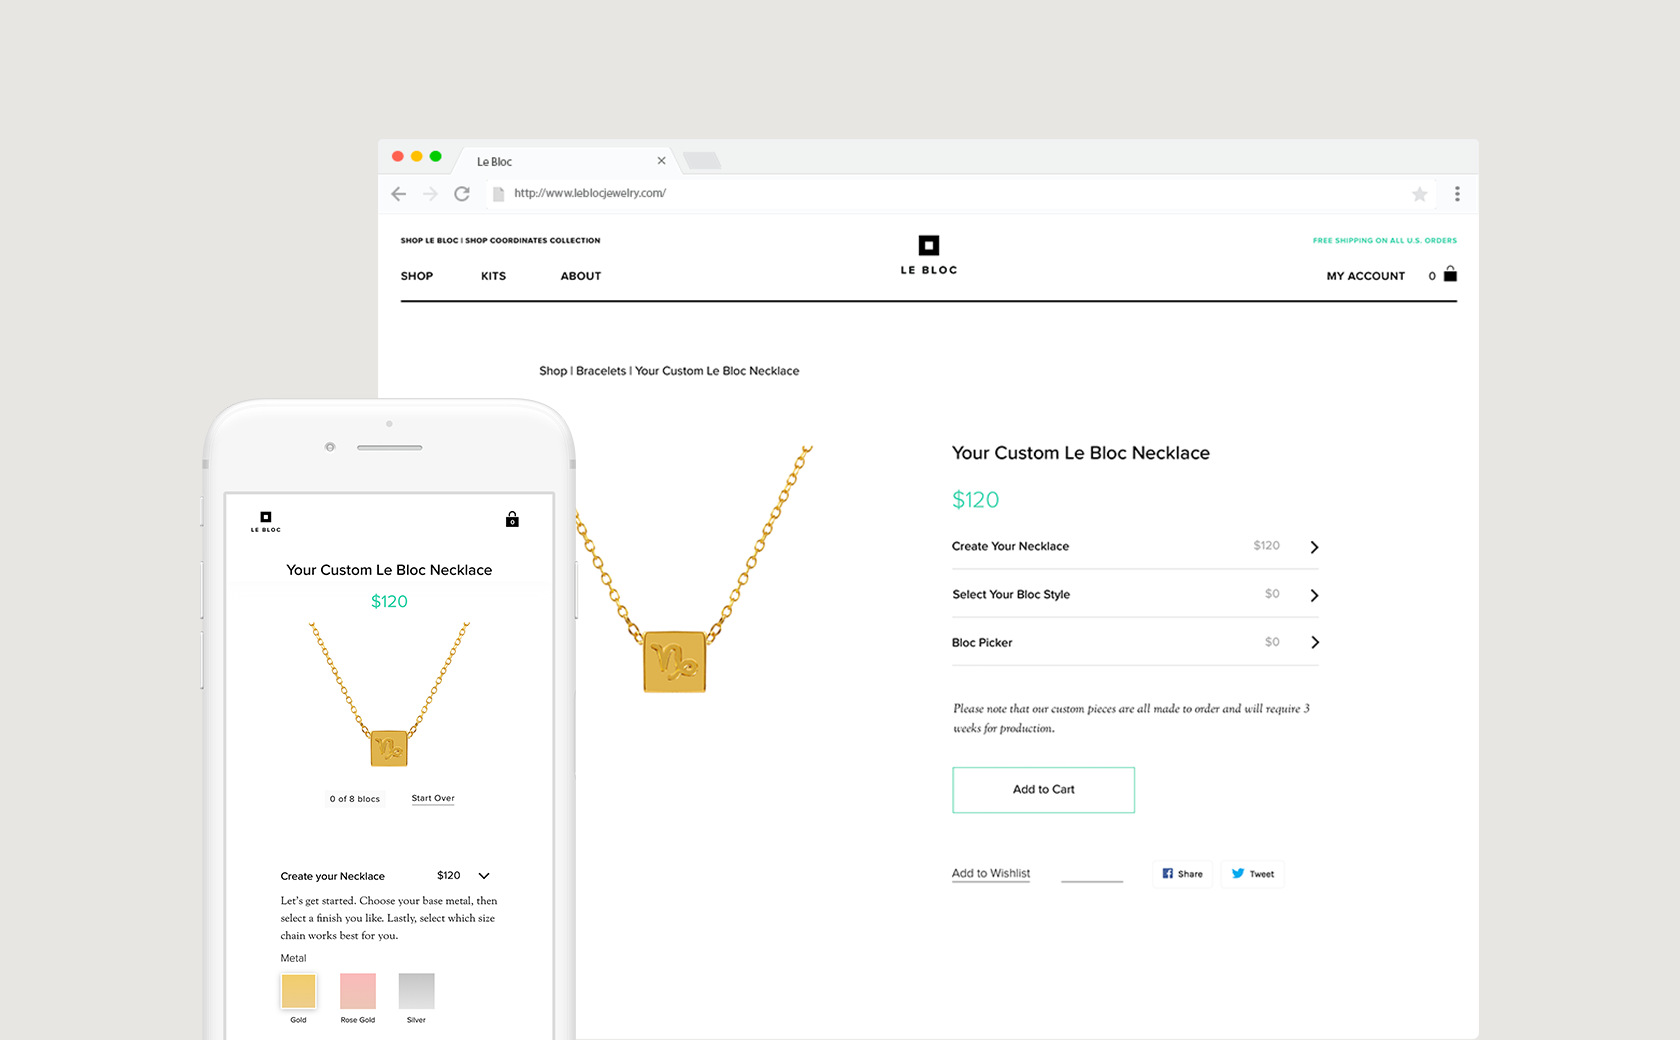 Le Bloc
http://www.leblocjewelry.com/
SHOP LE BLOC | SHOP COORDINATES COLLECTION
FREE SHIPPING ON ALL U.S. ORDERS
LE BLOC
SHOP KITS ABOUT
MY ACCOUNT 0
Shop | Bracelets | Your Custom Le Bloc Necklace
Your Custom Le Bloc Necklace
$120
Create Your Necklace $120
Select Your Bloc Style $0
Bloc Picker $0
Please note that our custom pieces are all made to order and will require 3
weeks for production.
Add to Cart
Add to Wishlist
Share
Tweet
LE BLOC
0
Your Custom Le Bloc Necklace
$120
0 of 8 blocs Start Over
Create your Necklace $120
Let's get started. Choose your base metal, then
select a finish you like. Lastly, select which size
chain works best for you.
Metal
Gold Rose Gold Silver